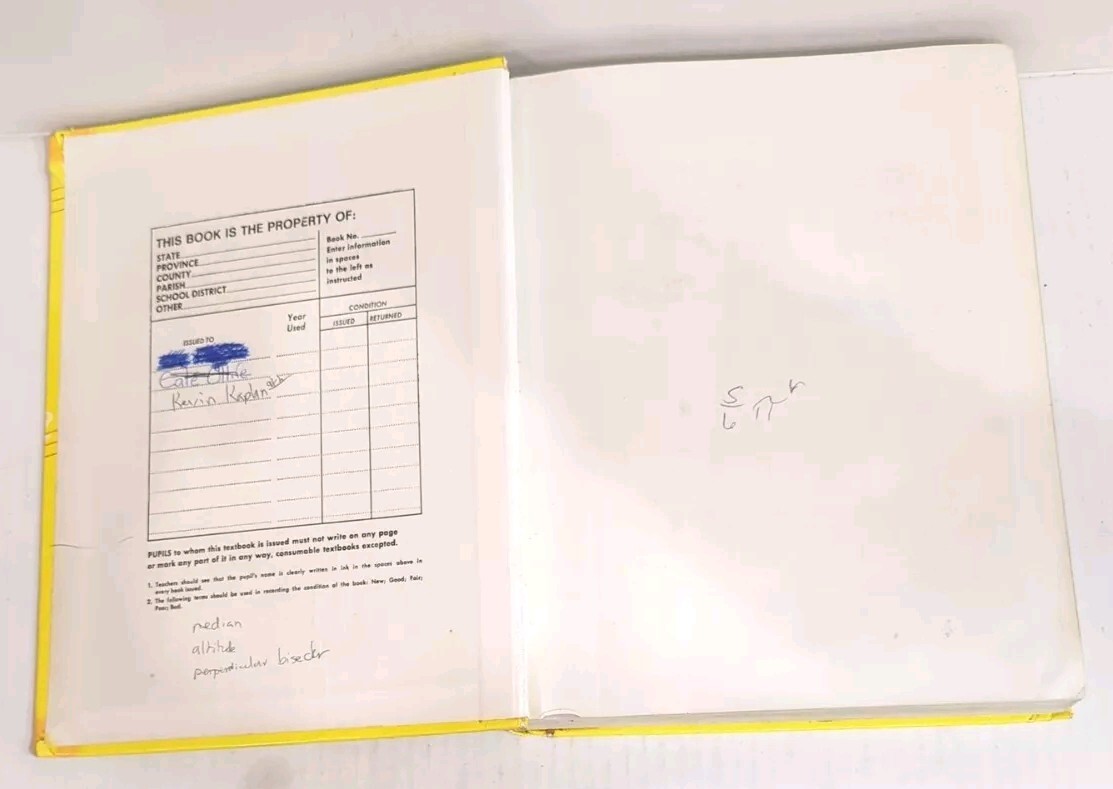 THIS BOOK IS THE PROPERTY OF:
STATE
PROVINCE
COUNTY
PARISH
SCHOOL DISTRICT
OTHER
Book No.
Enter information
in spaces
to the left as
instructed
ISSUED TO
Year
Used
CONDITION
ISSUED
RETURNED
Kevin
PUPILS to whom this textbook is issued must not write on any page
or mark any part of it in any way, consumable textbooks excepted.
1. Teachers should see that the pupil's name is clearly written in ink in the spaces above in
every book issued.
2. The following terms should be used in recording the condition of the book: New; Good; Fair;
Poor; Bad.
median
altitude
perpendicular bisector
5
6 π